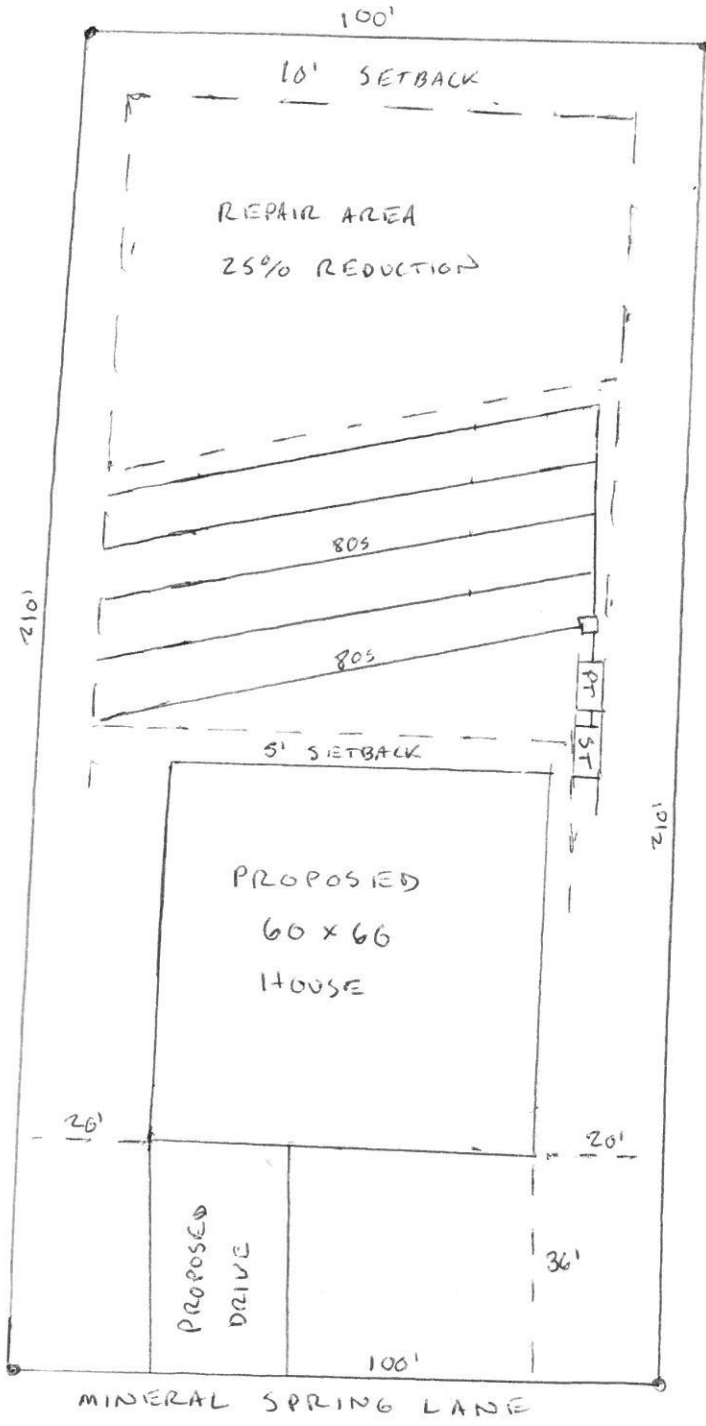 100'
10' SETBACK
REPAIR AREA
25% REDUCTION
80s
80s
210'
210'
PT
ST
5' SETBACK
PROPOSED
60 x 60
HOUSE
20'
20'
36'
PROPOSED
DRIVE
100'
MINERAL SPRING LANE